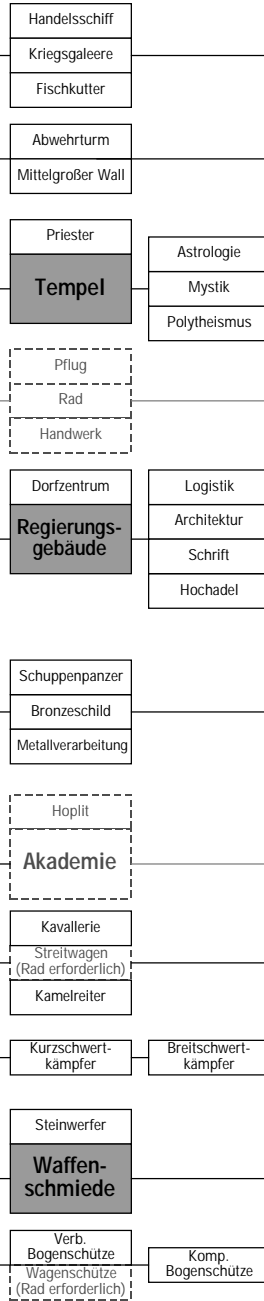 Handelsschiff
Kriegsgaleere
Fischkutter
Abwehrturm
Mittelgroßer Wall
Priester
Tempel
Astrologie
Mystik
Polytheismus
Pflug
Rad
Handwerk
Dorfzentrum
Regierungs-
gebäude
Logistik
Architektur
Schrift
Hochadel
Schuppenpanzer
Bronzeschild
Metallverarbeitung
Hoplit
Akademie
Kavallerie
Streitwagen
(Rad erforderlich)
Kamelreiter
Kurzschwert-
kämpfer
Breitschwert-
kämpfer
Steinwerfer
Waffen-
schmiede
Verb.
Bogenschütze
Wagenschütze
(Rad erforderlich)
Komp.
Bogenschütze